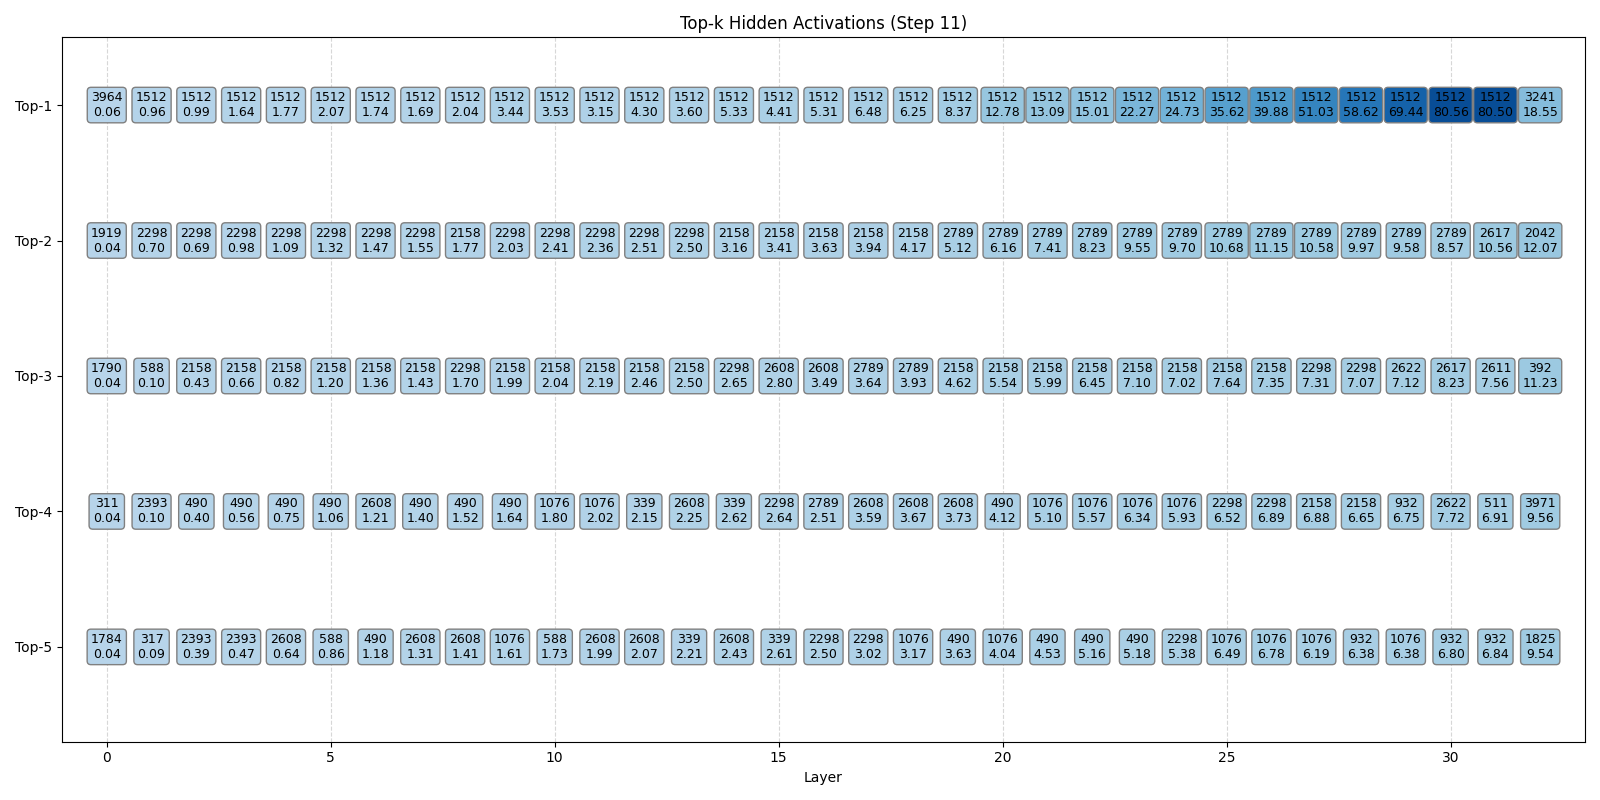 Top-k Hidden Activations (Step 11)
Top-1
3964 1512 1512 1512 1512 1512 1512 1512 1512 1512 1512 1512 1512 1512 1512 1512 1512 1512 1512 1512 1512 1512 1512 1512 1512 1512 1512 1512 1512 1512 1512 1512 3241
0.06 0.96 0.99 1.64 1.77 2.07 1.74 1.69 2.04 3.44 3.53 3.15 4.30 3.60 5.33 4.41 5.31 6.48 6.25 8.37 12.78 13.09 15.01 22.27 24.73 35.62 39.88 51.03 58.62 69.44 80.56 80.50 18.55
Top-2
1919 2298 2298 2298 2298 2298 2298 2298 2158 2298 2298 2298 2298 2298 2158 2158 2158 2158 2158 2789 2789 2789 2789 2789 2789 2789 2789 2789 2789 2789 2789 2617 2042
0.04 0.70 0.69 0.98 1.09 1.32 1.47 1.55 1.77 2.03 2.41 2.36 2.51 2.50 3.16 3.41 3.63 3.94 4.17 5.12 6.16 7.41 8.23 9.55 9.70 10.68 11.15 10.58 9.97 9.58 8.57 10.56 12.07
Top-3
1790 588 2158 2158 2158 2158 2158 2158 2298 2158 2158 2158 2158 2158 2298 2608 2608 2789 2789 2158 2158 2158 2158 2158 2158 2158 2158 2298 2298 2622 2617 2611 392
0.04 0.10 0.43 0.66 0.82 1.20 1.36 1.43 1.70 1.99 2.04 2.19 2.46 2.50 2.65 2.80 3.49 3.64 3.93 4.62 5.54 5.99 6.45 7.10 7.02 7.64 7.35 7.31 7.07 7.12 8.23 7.56 11.23
Top-4
311 2393 490 490 490 490 2608 490 490 490 1076 1076 339 2608 339 2298 2789 2608 2608 2608 490 1076 1076 1076 1076 2298 2298 2158 2158 932 2622 511 3971
0.04 0.10 0.40 0.56 0.75 1.06 1.21 1.40 1.52 1.64 1.80 2.02 2.15 2.25 2.62 2.64 2.51 3.59 3.67 3.73 4.12 5.10 5.57 6.34 5.93 6.52 6.89 6.88 6.65 6.75 7.72 6.91 9.56
Top-5
1784 317 2393 2393 2608 588 490 2608 2608 1076 588 2608 2608 339 2608 339 2298 2298 1076 490 1076 490 490 490 2298 1076 1076 1076 932 1076 932 932 1825
0.04 0.09 0.39 0.47 0.64 0.86 1.18 1.31 1.41 1.61 1.73 1.99 2.07 2.21 2.43 2.61 2.50 3.02 3.17 3.63 4.04 4.53 5.16 5.18 5.38 6.49 6.78 6.19 6.38 6.38 6.80 6.84 9.54
0 5 10 15 20 25 30
Layer